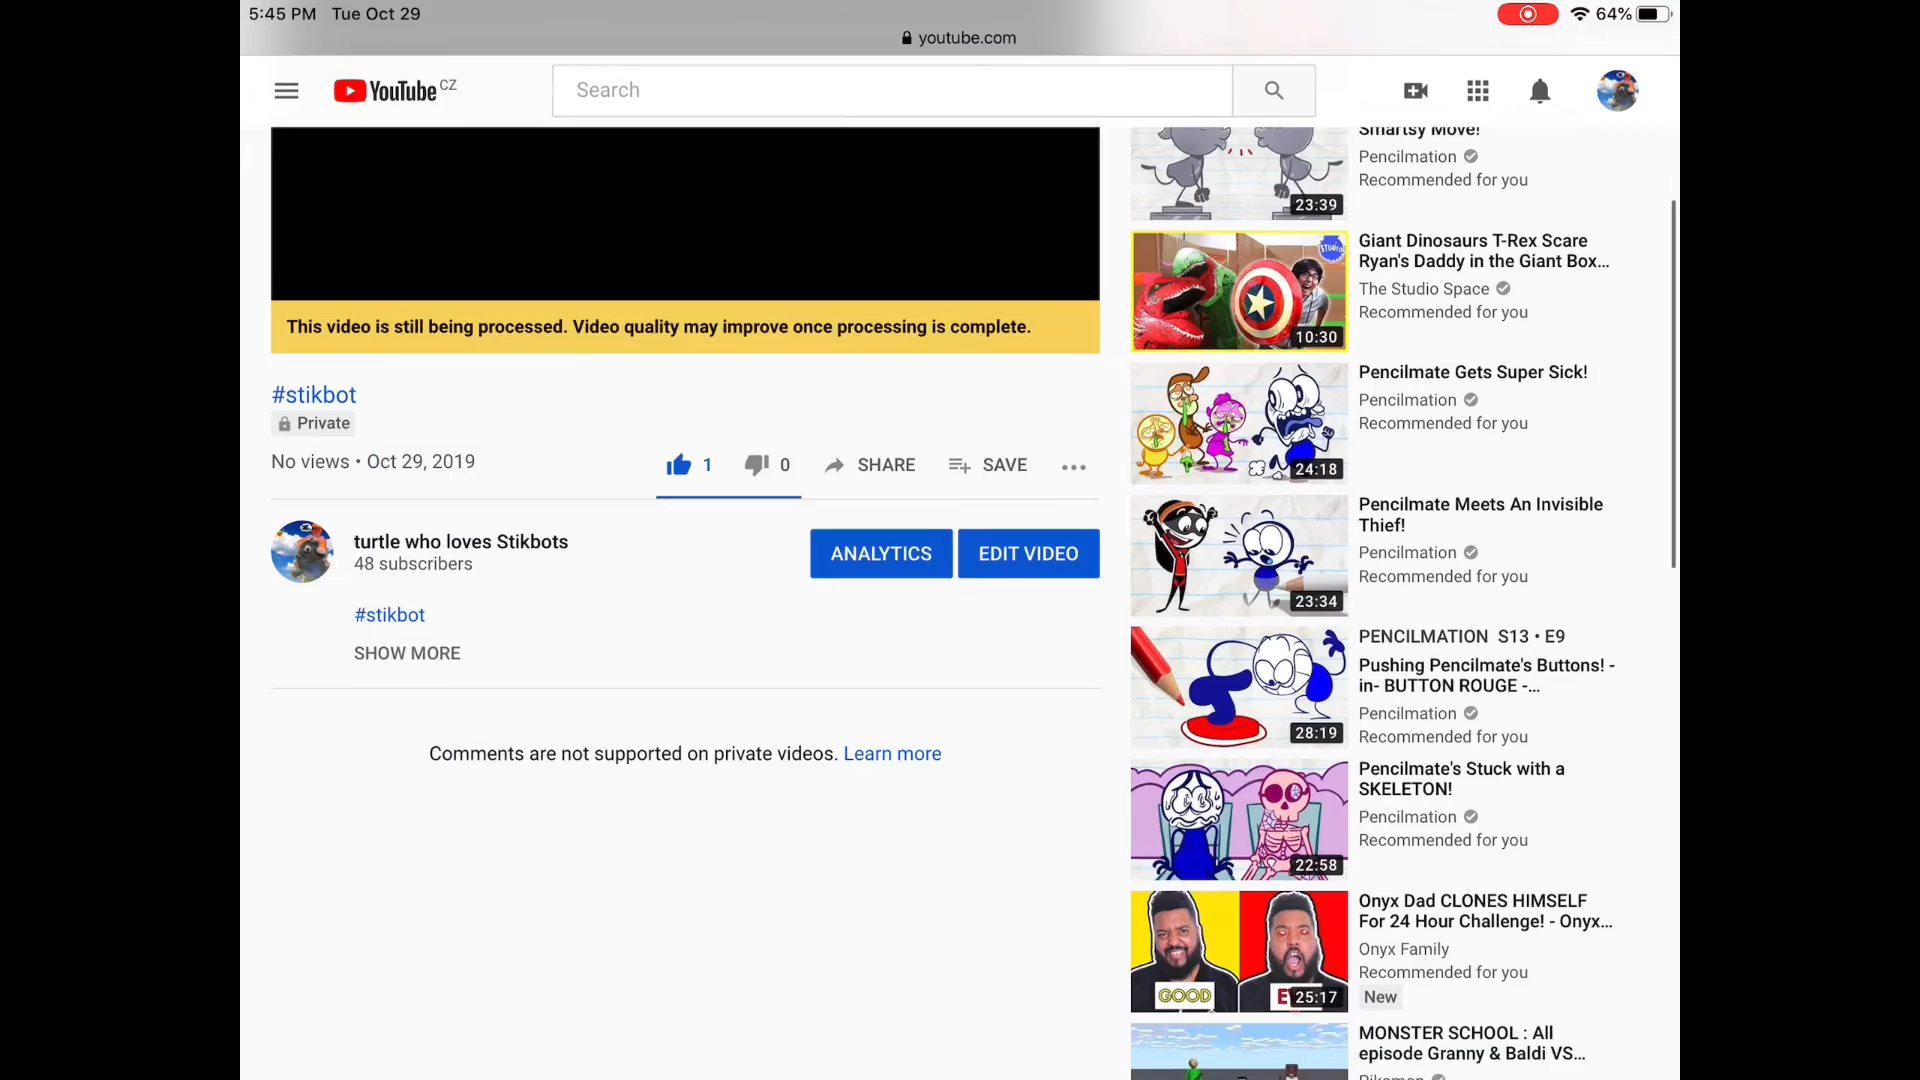 5:45 PM Tue Oct 29
64%
youtube.com
YouTube CZ
Search
This video is still being processed. Video quality may improve once processing is complete.
#stikbot
Private
No views • Oct 29, 2019
1
0
SHARE
SAVE
turtle who loves Stikbots
48 subscribers
ANALYTICS
EDIT VIDEO
#stikbot
SHOW MORE
Comments are not supported on private videos. Learn more
Smartsy Move!
Pencilmation
Recommended for you
23:39
Giant Dinosaurs T-Rex Scare
Ryan's Daddy in the Giant Box...
The Studio Space
Recommended for you
STUDIO
10:30
Pencilmate Gets Super Sick!
Pencilmation
Recommended for you
24:18
Pencilmate Meets An Invisible
Thief!
Pencilmation
Recommended for you
23:34
PENCILMATION S13 • E9
Pushing Pencilmate's Buttons! -
in- BUTTON ROUGE -...
Pencilmation
Recommended for you
28:19
Pencilmate's Stuck with a
SKELETON!
Pencilmation
Recommended for you
22:58
Onyx Dad CLONES HIMSELF
For 24 Hour Challenge! - Onyx...
Onyx Family
Recommended for you
New
GOOD
25:17
MONSTER SCHOOL : All
episode Granny & Baldi VS...